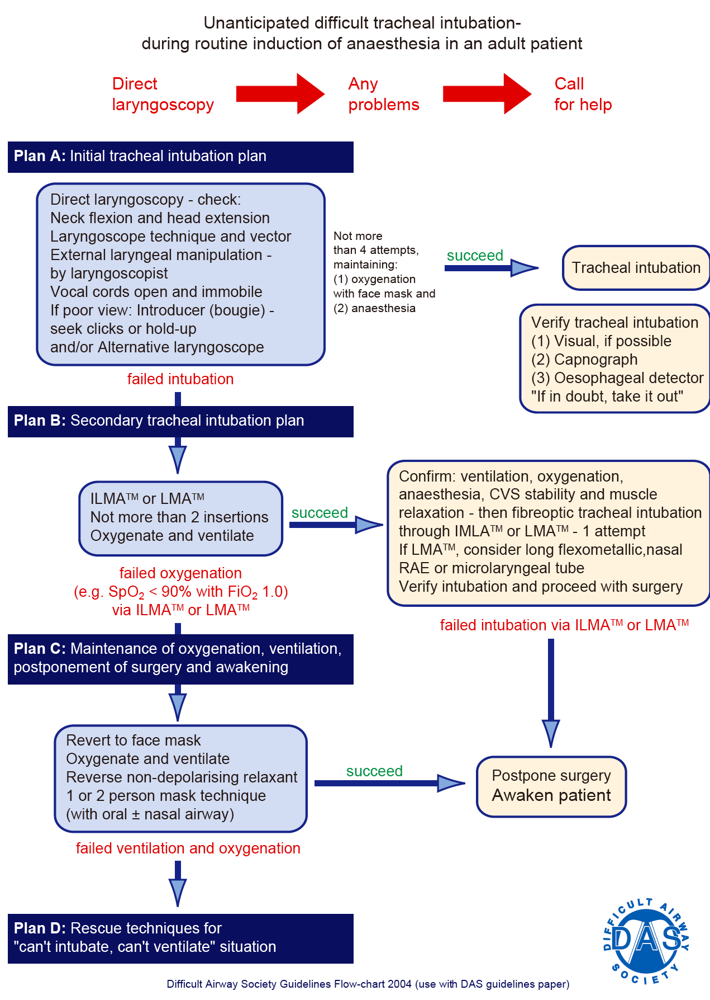 Unanticipated difficult tracheal intubation-
during routine induction of anaesthesia in an adult patient
Direct
laryngoscopy
Any
problems
Call
for help
Plan A: Initial tracheal intubation plan
Direct laryngoscopy - check:
Neck flexion and head extension
Laryngoscope technique and vector
External laryngeal manipulation -
by laryngoscopist
Vocal cords open and immobile
If poor view: Introducer (bougie) -
seek clicks or hold-up
and/or Alternative laryngoscope
Not more
than 4 attempts,
maintaining:
(1) oxygenation
with face mask and
(2) anaesthesia
succeed
Tracheal intubation
Verify tracheal intubation
(1) Visual, if possible
(2) Capnograph
(3) Oesophageal detector
"If in doubt, take it out"
failed intubation
Plan B: Secondary tracheal intubation plan
ILMA™ or LMA™
Not more than 2 insertions
Oxygenate and ventilate
succeed
Confirm: ventilation, oxygenation,
anaesthesia, CVS stability and muscle
relaxation - then fibreoptic tracheal intubation
through IMLA™ or LMA™ - 1 attempt
If LMA™, consider long flexometallic,nasal
RAE or microlaryngeal tube
Verify intubation and proceed with surgery
failed oxygenation
(e.g. SpO₂ < 90% with FiO₂ 1.0)
via ILMA™ or LMA™
failed intubation via ILMA™ or LMA™
Plan C: Maintenance of oxygenation, ventilation,
postponement of surgery and awakening
Revert to face mask
Oxygenate and ventilate
Reverse non-depolarising relaxant
1 or 2 person mask technique
(with oral ± nasal airway)
succeed
Postpone surgery
Awaken patient
failed ventilation and oxygenation
Plan D: Rescue techniques for
"can't intubate, can't ventilate" situation
DIFFICULT AIRWAY
DAS
SOCIETY
Difficult Airway Society Guidelines Flow-chart 2004 (use with DAS guidelines paper)